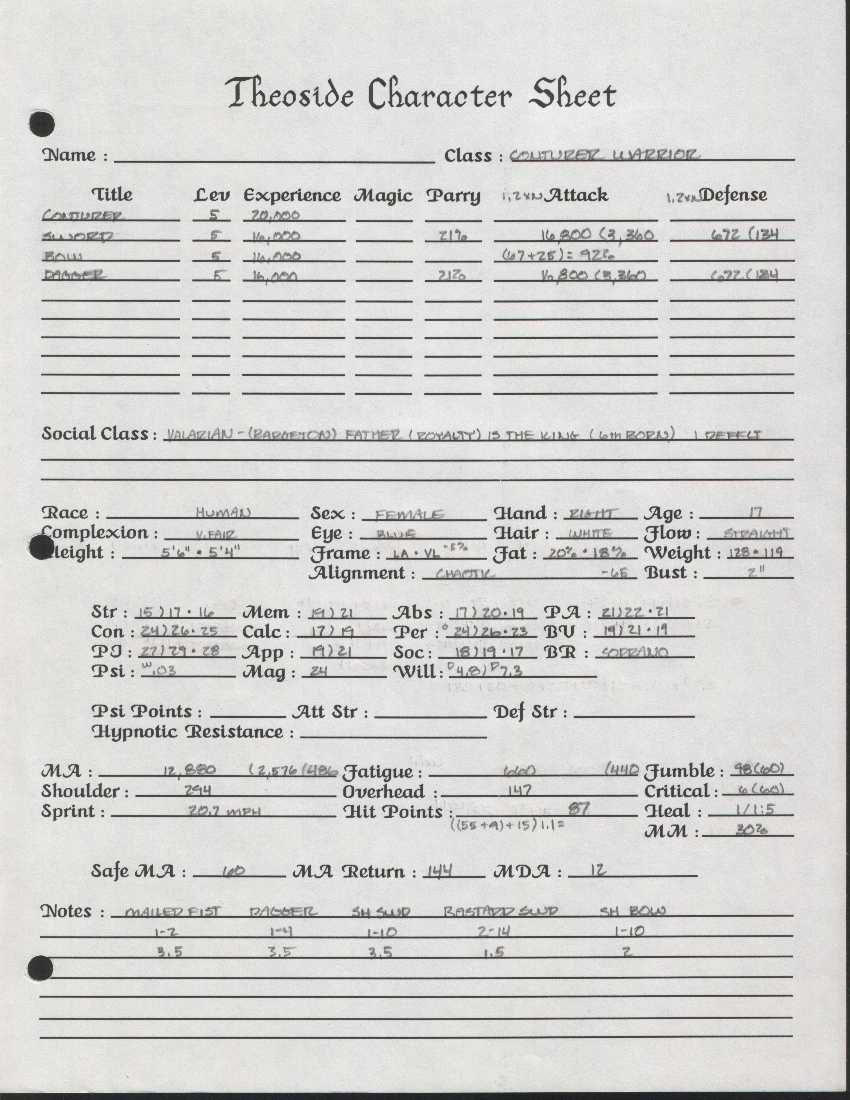 Theoside Character Sheet
Name : Class : CONJURER WARRIOR
Title Lev Experience Magic Parry 1.2xN Attack 1.2xN Defense
CONJURER 5 20,000
SWORD 5 16,000 21% 16,800 (3,360 672 (134
BOW 5 16,000 (67+25) = 92%
DAGGER 5 16,000 21% 16,800 (3,360 672 (134
Social Class : VALARIAN - FATHER (ROYALTY) IS THE KING (6th BORN)
Race : HUMAN Sex : FEMALE Hand : RIGHT Age : 17
Complexion : V.FAIR Eye : BLUE Hair : WHITE Flow : STRAIGHT
Height : 5'6" • 5'4" Frame : LA • VL -5% Fat : 20% • 18% Weight : 128 • 119
Alignment : CHAOTIC -65 Bust : 2"
Str : 15)17 • 16 Mem : 19)21 Abs : 17)20 • 19 PA : 21)22 • 21
Con : 24)26 • 25 Calc : 17)19 Per : 24)26 • 23 BV : 19)21 • 19
PJ : 27)29 • 28 App : 19)21 Soc : 18)19 • 17 BR : SOPRANO
Psi : W.03 Mag : 24 Will : P4.8)P7.3
Psi Points : Att Str : Def Str :
Hypnotic Resistance :
MA : 12,880 (2,576/486 Fatigue : 660 (440 Fumble : 98(60)
Shoulder : 294 Overhead : 147 Critical : 6(60)
Sprint : 20.7 MPH Hit Points : 87 Heal : 1/1:5
((55+9)+15)1.1= MM : 30%
Safe MA : 60 MA Return : 144 MDA : 12
Notes : MAILED FIST DAGGER SH SWD BASTARD SWD SH BOW
1-2 1-4 1-10 2-14 1-10
3.5 3.5 3.5 1.5 2